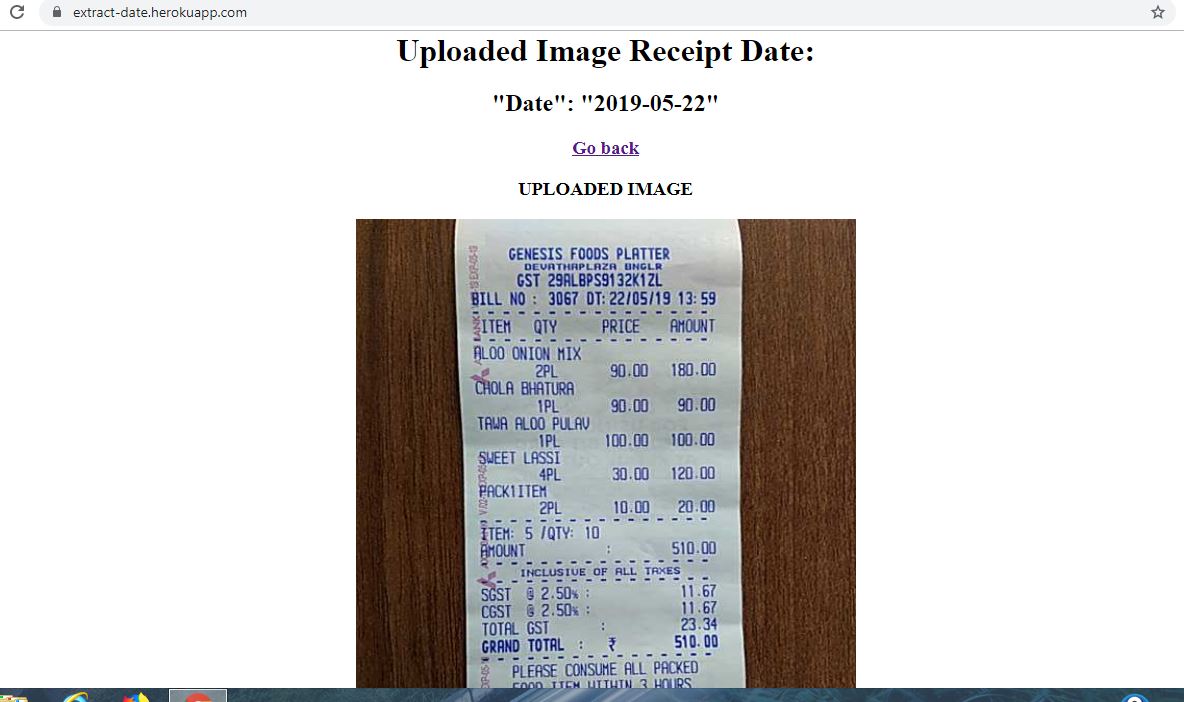 extract-date.herokuapp.com
Uploaded Image Receipt Date:
"Date": "2019-05-22"
Go back
UPLOADED IMAGE
GENESIS FOODS PLATTER
DEVATHAPLAZA BNGLR
GST 29ALBPS9132K1ZL
BILL NO : 3067 DT: 22/05/19 13:59
ITEM QTY PRICE AMOUNT
ALOO ONION MIX
2PL 90.00 180.00
CHOLA BHATURA
1PL 90.00 90.00
TAWA ALOO PULAV
1PL 100.00 100.00
SWEET LASSI
4PL 30.00 120.00
PACK1ITEM
2PL 10.00 20.00
ITEM: 5 /QTY: 10
AMOUNT : 510.00
INCLUSIVE OF ALL TAXES
SGST @ 2.50% : 11.67
CGST @ 2.50% : 11.67
TOTAL GST : 23.34
GRAND TOTAL : ₹ 510.00
PLEASE CONSUME ALL PACKED
FOOD ITEM WITHIN 3 HOURS